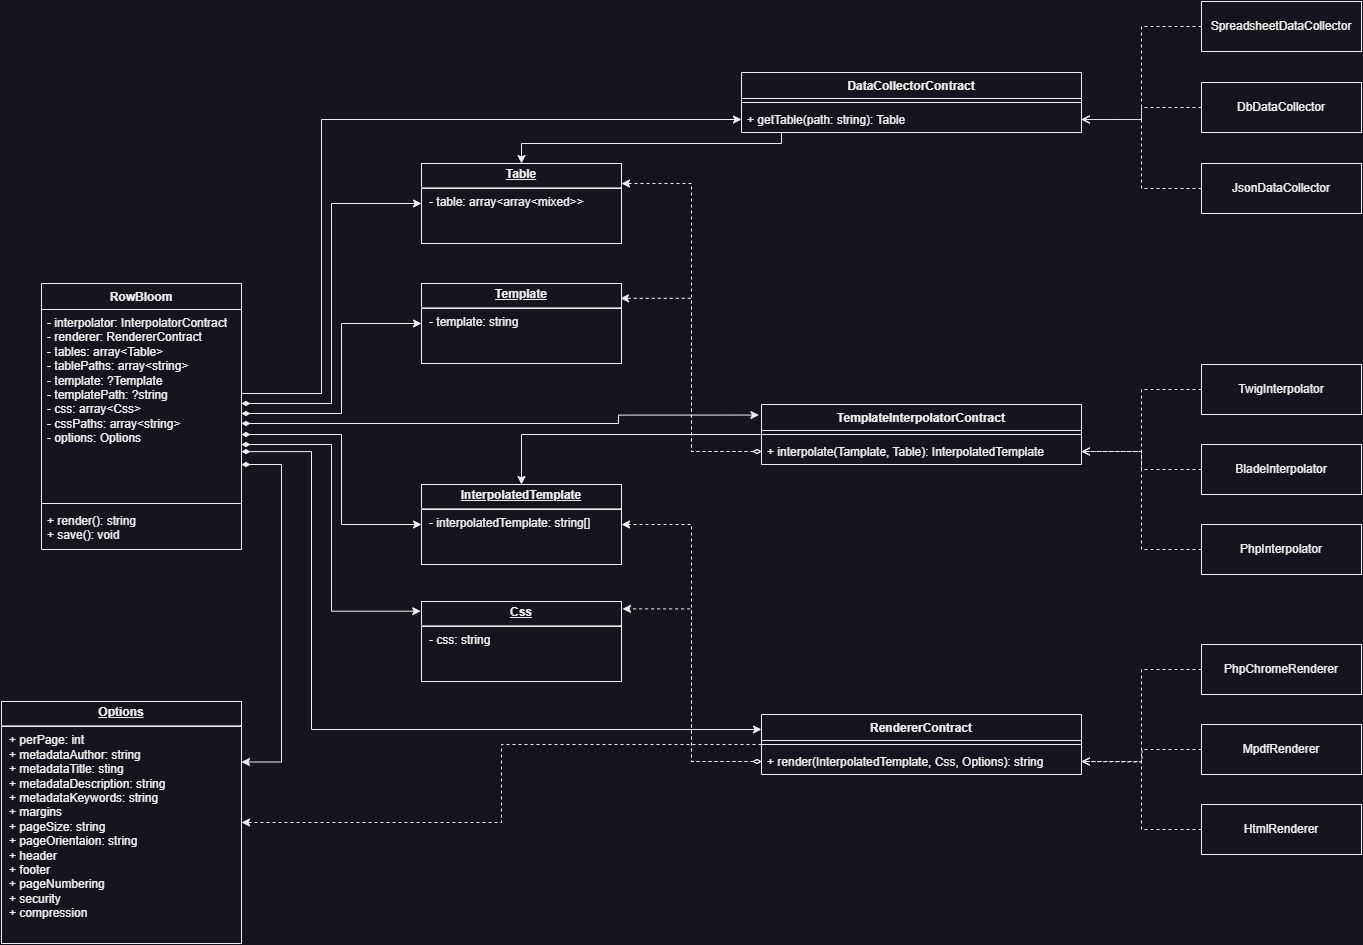 SpreadsheetDataCollector
DataCollectorContract
+ getTable(path: string): Table
DbDataCollector
JsonDataCollector
Table
- table: array<array<mixed>>
RowBloom
- interpolator: InterpolatorContract
- renderer: RendererContract
- tables: array<Table>
- tablePaths: array<string>
- template: ?Template
- templatePath: ?string
- css: array<Css>
- cssPaths: array<string>
- options: Options
+ render(): string
+ save(): void
Template
- template: string
TwigInterpolator
TemplateInterpolatorContract
+ interpolate(Tamplate, Table): InterpolatedTemplate
BladeInterpolator
PhpInterpolator
InterpolatedTemplate
- interpolatedTemplate: string[]
Css
- css: string
PhpChromeRenderer
RendererContract
+ render(InterpolatedTemplate, Css, Options): string
MpdfRenderer
HtmlRenderer
Options
+ perPage: int
+ metadataAuthor: string
+ metadataTitle: sting
+ metadataDescription: string
+ metadataKeywords: string
+ margins
+ pageSize: string
+ pageOrientaion: string
+ header
+ footer
+ pageNumbering
+ security
+ compression